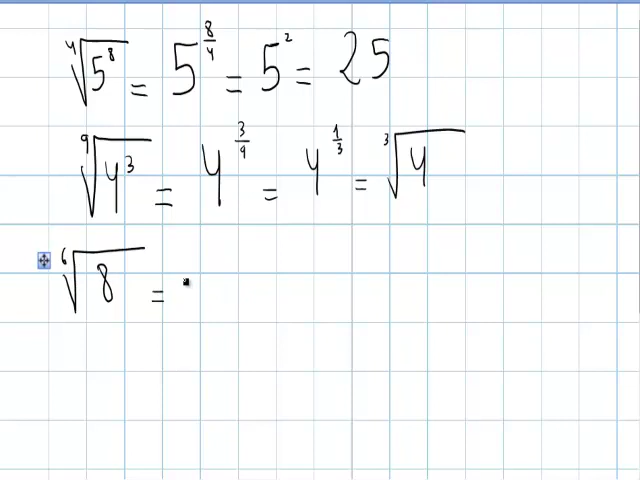 ⁴√5⁸ = 5^(8/4) = 5² = 25
⁹√4³ = 4^(3/9) = 4^(1/3) = ³√4
⁶√8 =